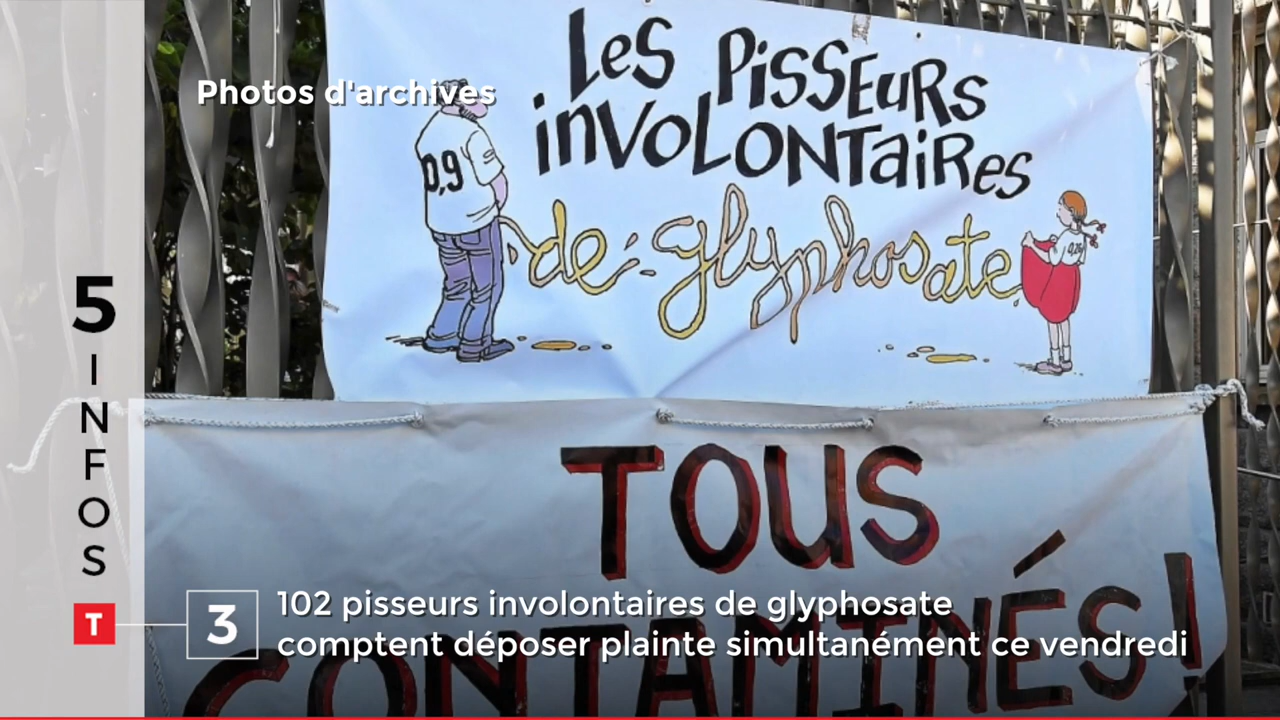 Les Pisseurs
involontaires
de glyphosate
Photos d'archives
0,9
TOUS
CONTAMINÉS!
5
INFOS
T
3
102 pisseurs involontaires de glyphosate
comptent déposer plainte simultanément ce vendredi